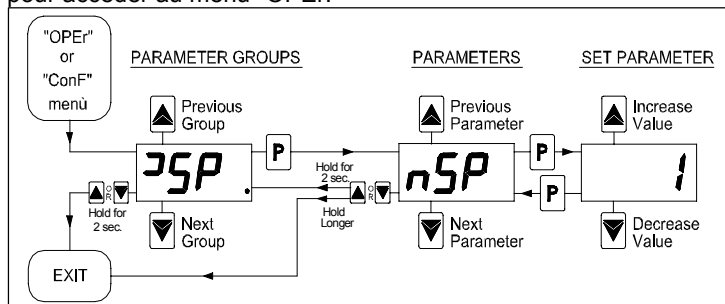 pour accéder au menu "OPEr.
"OPEr"
or
"ConF"
menù
PARAMETER GROUPS
PARAMETERS
SET PARAMETER
Previous
Group
Previous
Parameter
Increase
Value
SP.
P
Hold for
2 sec.
nSP
P
1
OR
Hold for
2 sec.
OR
P
Hold
Longer
Next
Group
Next
Parameter
Decrease
Value
EXIT